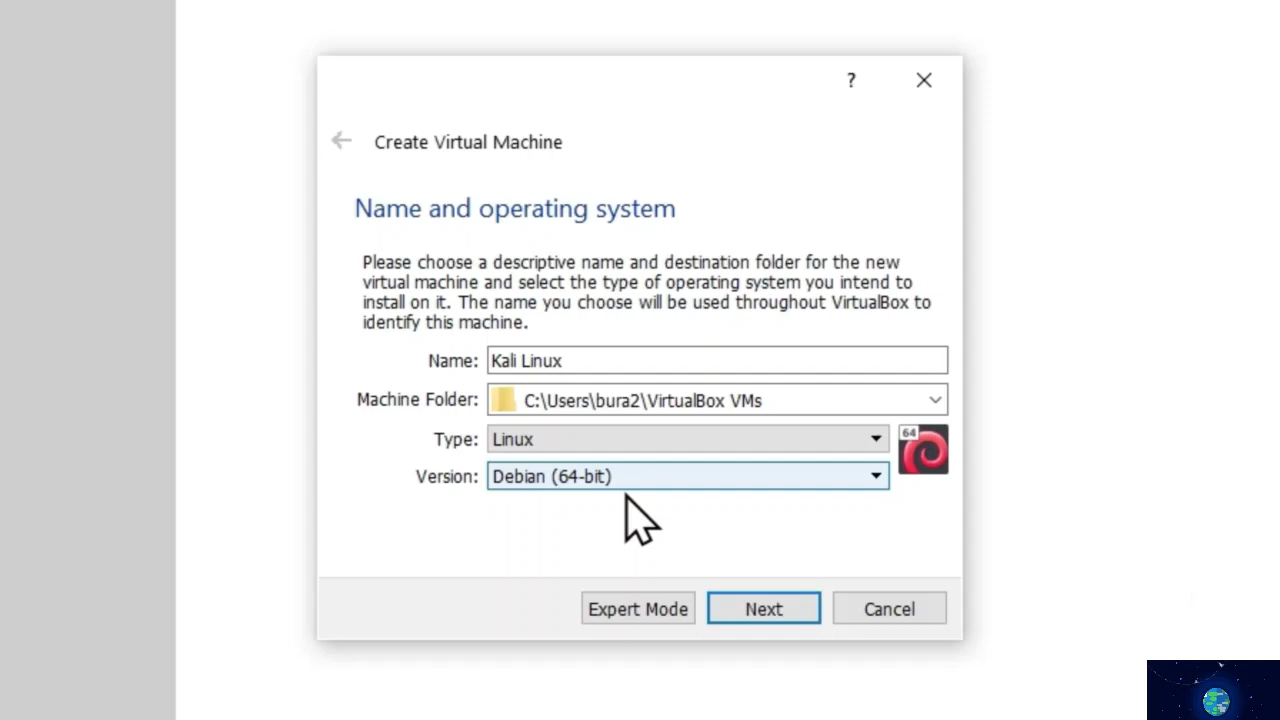 ?
Create Virtual Machine
Name and operating system
Please choose a descriptive name and destination folder for the new
virtual machine and select the type of operating system you intend to
install on it. The name you choose will be used throughout VirtualBox to
identify this machine.
Name: Kali Linux
Machine Folder: C:\Users\bura2\VirtualBox VMs
Type: Linux
64
Version: Debian (64-bit)
Expert Mode Next Cancel